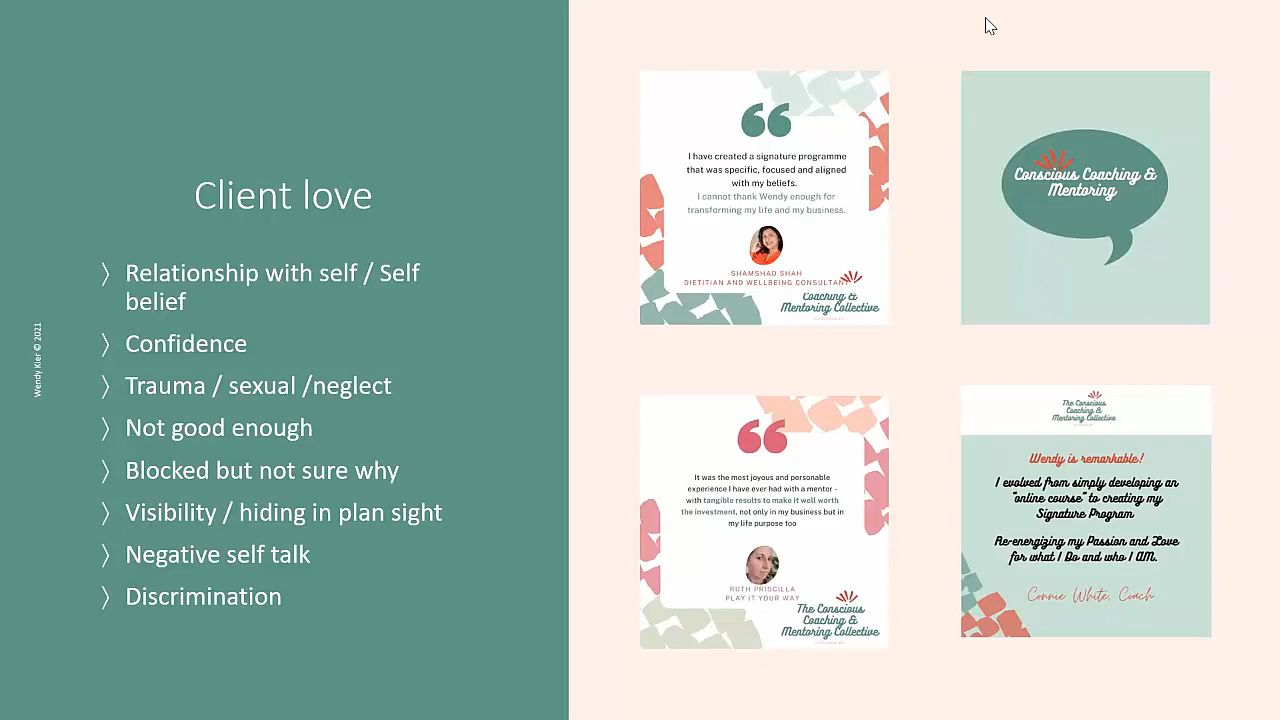 Client love
Relationship with self / Self
belief
Confidence
Trauma / sexual /neglect
Not good enough
Blocked but not sure why
Visibility / hiding in plan sight
Negative self talk
Discrimination
Wendy Kier © 2021
I have created a signature programme
that was specific, focused and aligned
with my beliefs.
I cannot thank Wendy enough for
transforming my life and my business.
SHAMSHAD SHAH
DIETITIAN AND WELLBEING CONSULTANT
Coaching &
Mentoring Collective
Conscious Coaching &
Mentoring
It was the most joyous and personable
experience I have ever had with a mentor -
with tangible results to make it well worth
the investment, not only in my business but in
my life purpose too
RUTH PRISCILLA
PLAY IT YOUR WAY
The Conscious
Coaching &
Mentoring Collective
The Conscious
Coaching &
Mentoring Collective
Wendy is remarkable!
I evolved from simply developing an
"online course" to creating my
Signature Program
Re-energizing my Passion and Love
for what I Do and who I AM.
Connie White, Coach